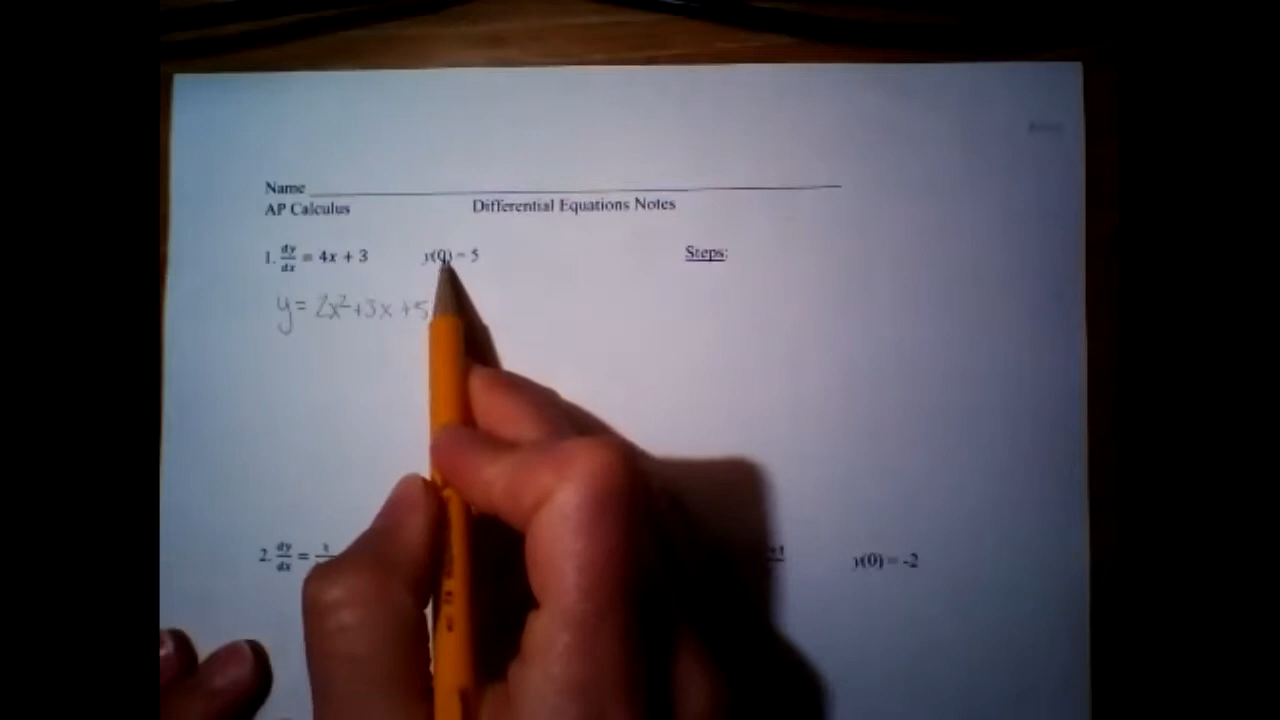 Name
AP Calculus Differential Equations Notes
1. dy/dx = 4x + 3 y(0) = 5 Steps:
y = 2x²+3x +5
2. dy/dx = y(0) = -2